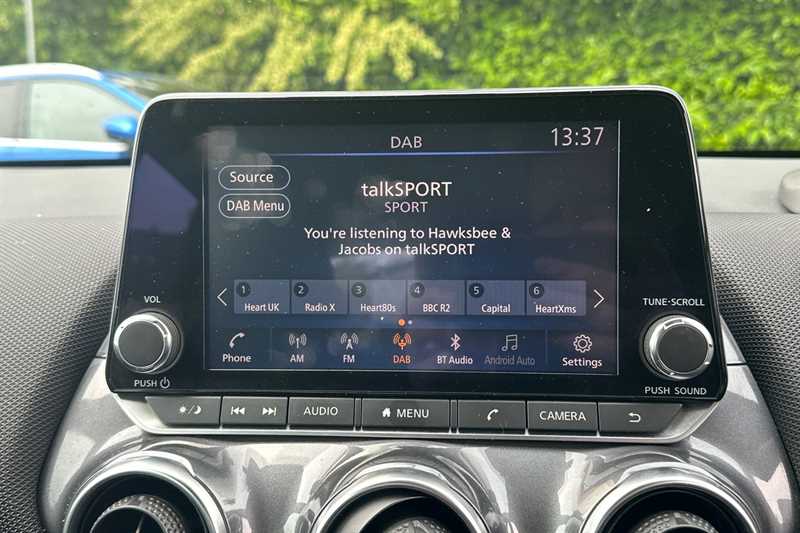 DAB
13:37
Source
DAB Menu
talkSPORT
SPORT
You're listening to Hawksbee &
Jacobs on talkSPORT
1 2 3 4 5 6
Heart UK Radio X Heart80s BBC R2 Capital HeartXms
Phone AM FM DAB BT Audio Android Auto Settings
VOL
PUSH
TUNE·SCROLL
PUSH SOUND
AUDIO MENU CAMERA